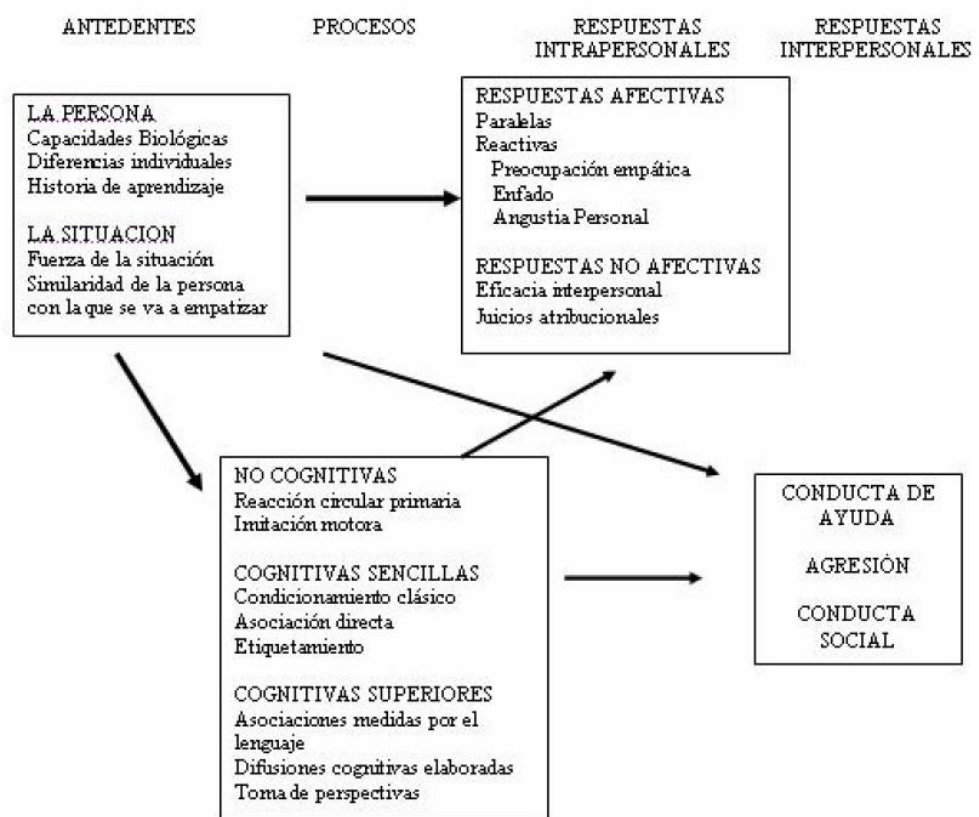 ANTEDENTES
PROCESOS
RESPUESTAS
INTRAPERSONALES
RESPUESTAS
INTERPERSONALES
LA PERSONA
Capacidades Biológicas
Diferencias individuales
Historia de aprendizaje
LA SITUACION
Fuerza de la situación
Similaridad de la persona
con la que se va a empatizar
RESPUESTAS AFECTIVAS
Paralelas
Reactivas
Preocupación empática
Enfado
Angustia Personal
RESPUESTAS NO AFECTIVAS
Eficacia interpersonal
Juicios atribucionales
NO COGNITIVAS
Reacción circular primaria
Imitación motora
COGNITIVAS SENCILLAS
Condicionamiento clásico
Asociación directa
Etiquetamiento
COGNITIVAS SUPERIORES
Asociaciones medidas por el
lenguaje
Difusiones cognitivas elaboradas
Toma de perspectivas
CONDUCTA DE
AYUDA
AGRESIÓN
CONDUCTA
SOCIAL